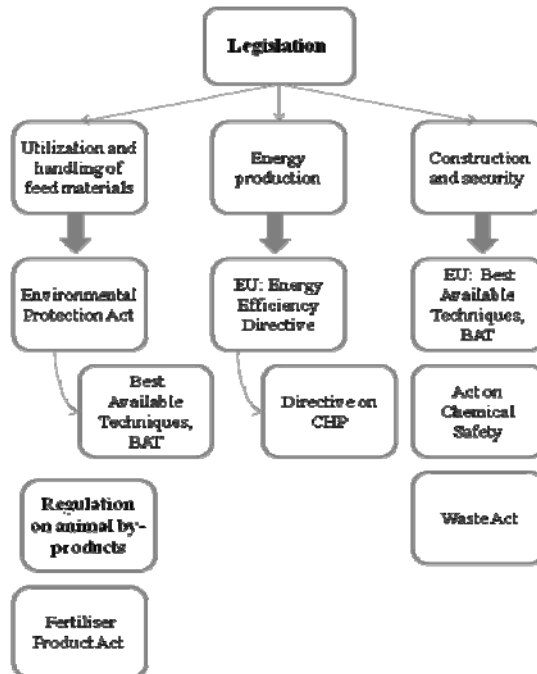 Legislation
Utilization and
handling of
feed materials
Energy
production
Construction
and security
Environmental
Protection Act
EU: Energy
Efficiency
Directive
EU: Best
Available
Techniques,
BAT
Best
Available
Techniques,
BAT
Directive on
CHP
Act on
Chemical
Safety
Regulation
on animal by-
products
Waste Act
Fertiliser
Product Act